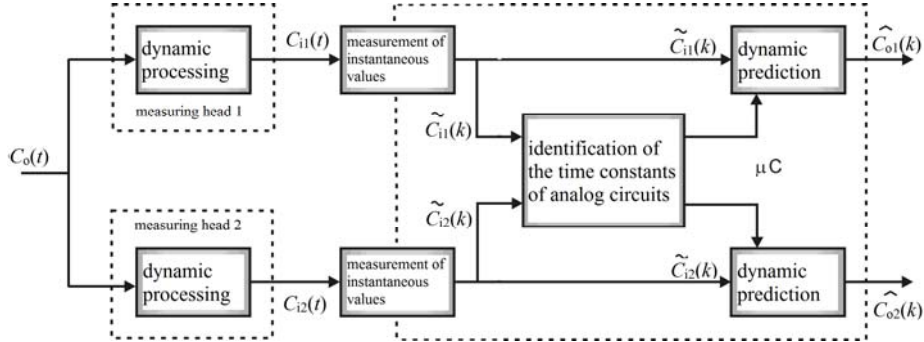 dynamic
processing
measuring head 1
C_i1(t)
measurement of
instantaneous
values
C̃_i1(k)
dynamic
prediction
Ĉ_o1(k)
C̃_i1(k)
C_o(t)
identification of
the time constants
of analog circuits
μC
C̃_i2(k)
measuring head 2
dynamic
processing
C_i2(t)
measurement of
instantaneous
values
C̃_i2(k)
dynamic
prediction
Ĉ_o2(k)